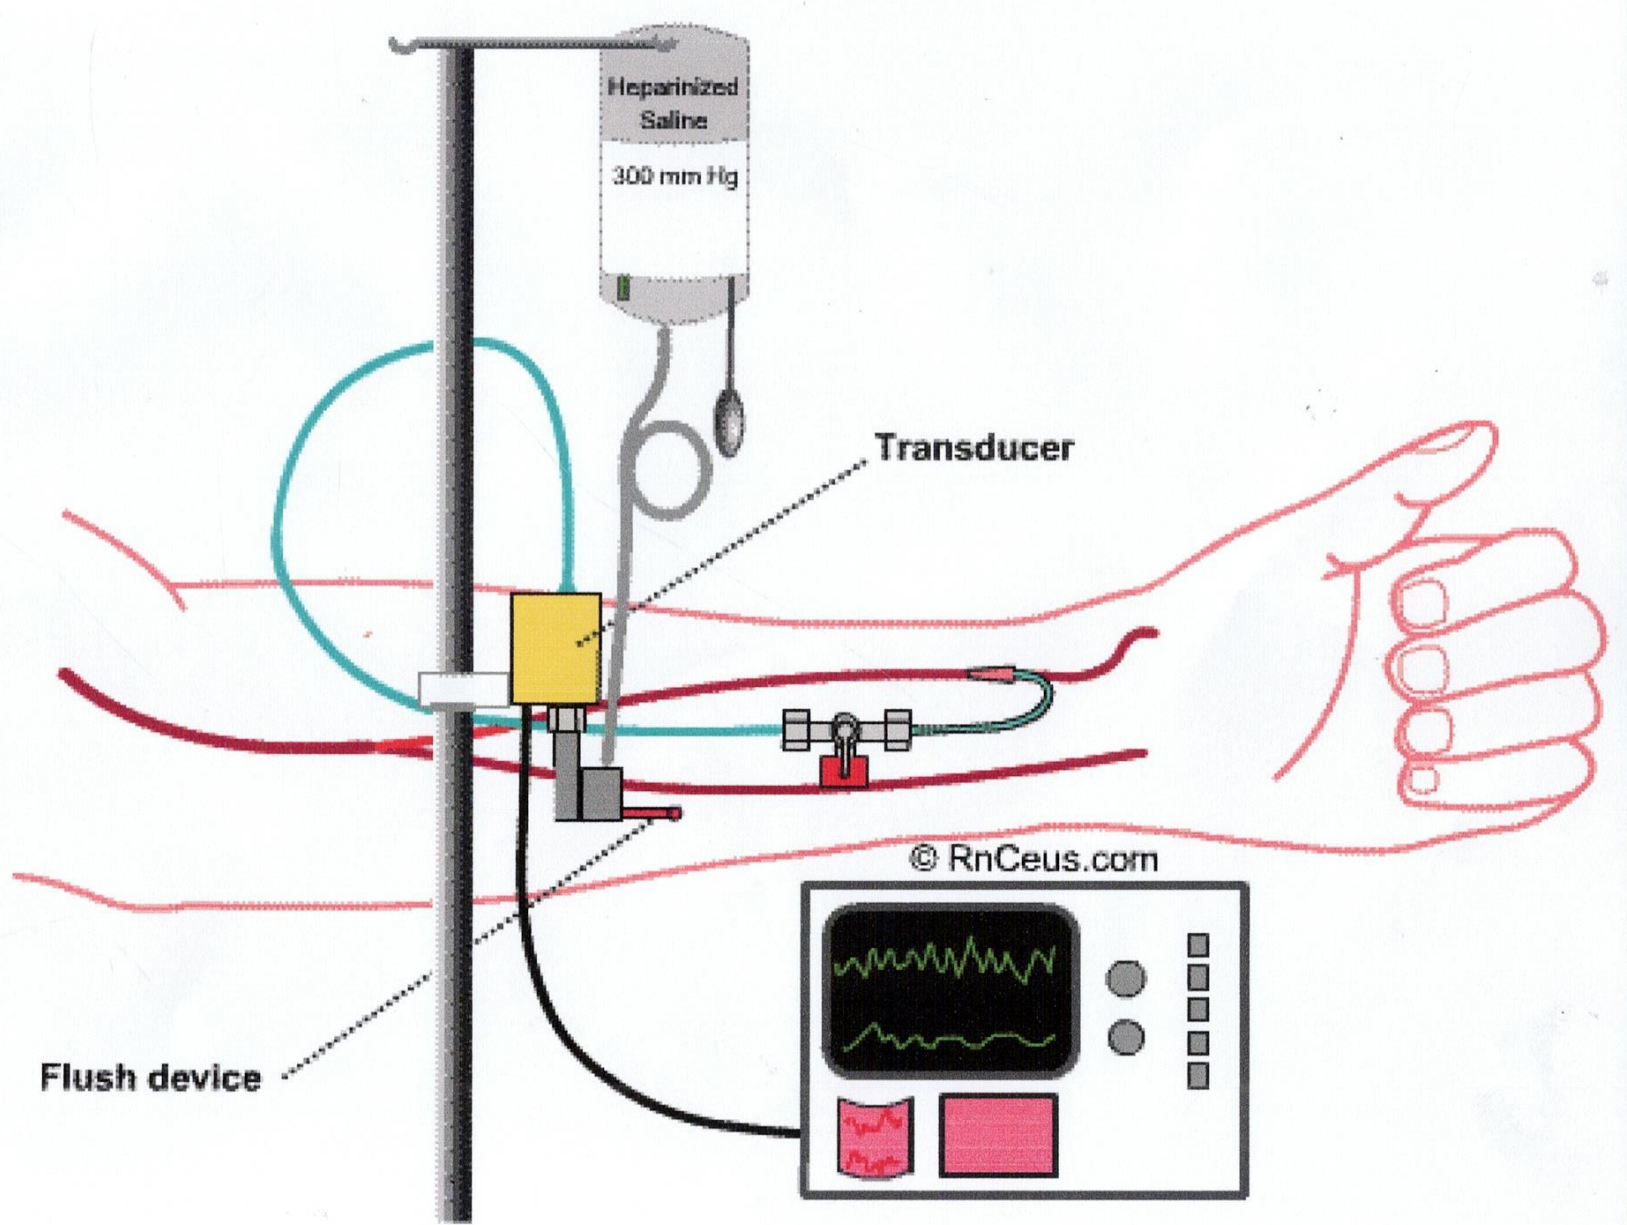 Heparinized
Saline
300 mm Hg
Transducer
© RnCeus.com
Flush device